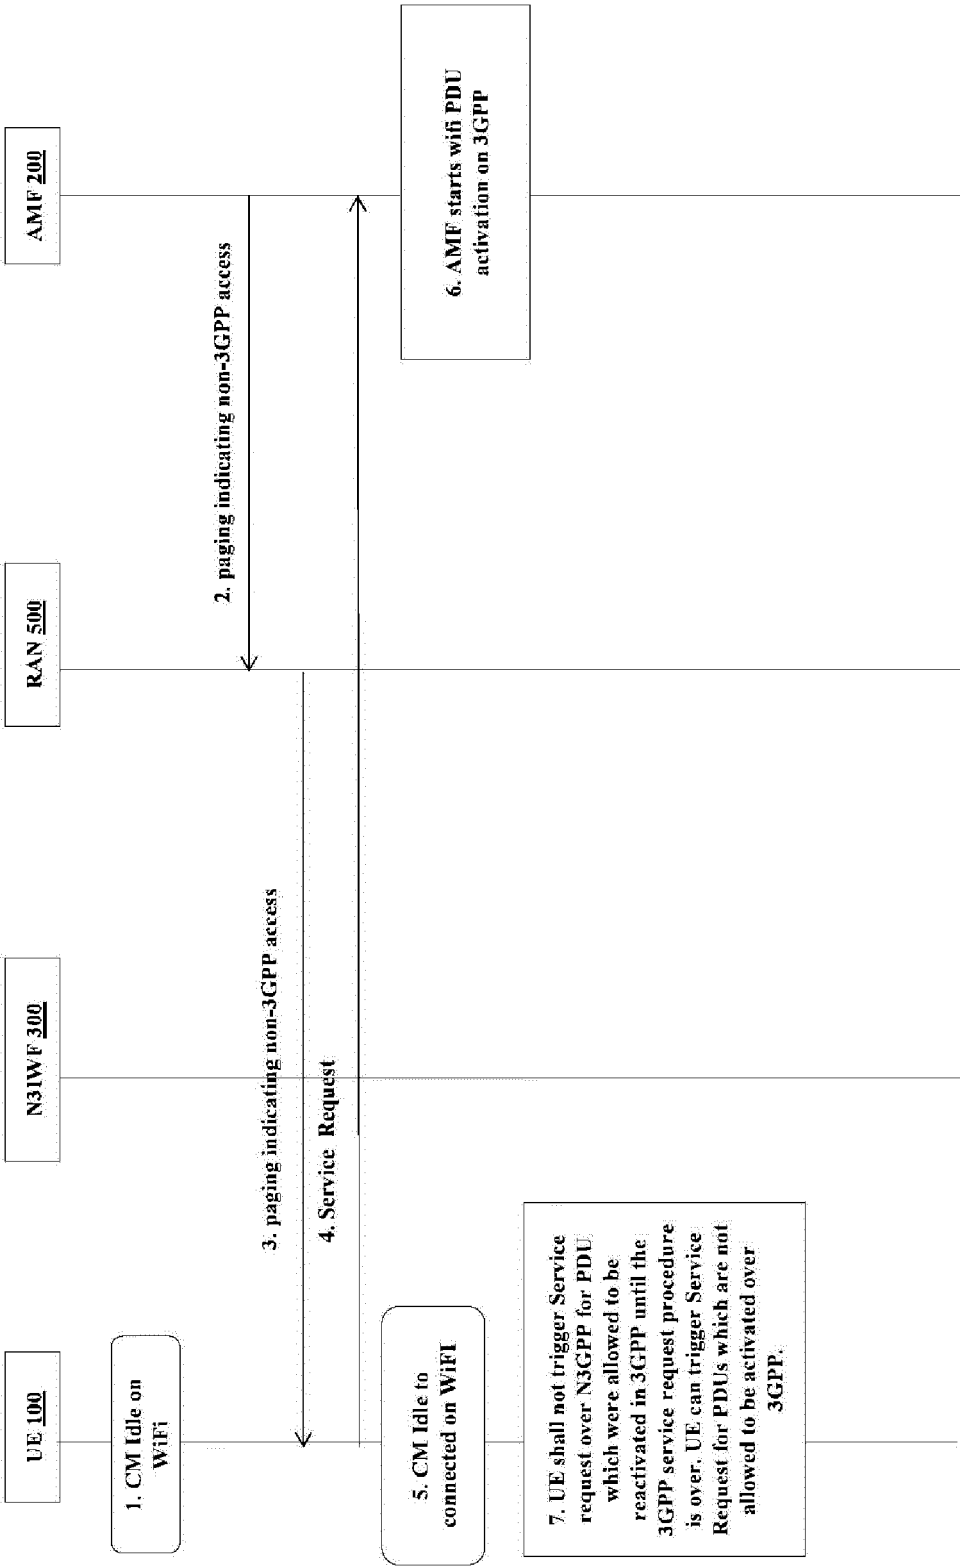 UE 100
N3IWF 300
RAN 500
AMF 200
1. CM Idle on
WiFi
2. paging indicating non-3GPP access
3. paging indicating non-3GPP access
4. Service Request
5. CM Idle to
connected on WiFI
6. AMF starts wifi PDU
activation on 3GPP
7. UE shall not trigger Service
request over N3GPP for PDU
which were allowed to be
reactivated in 3GPP until the
3GPP service request procedure
is over. UE can trigger Service
Request for PDUs which are not
allowed to be activated over
3GPP.